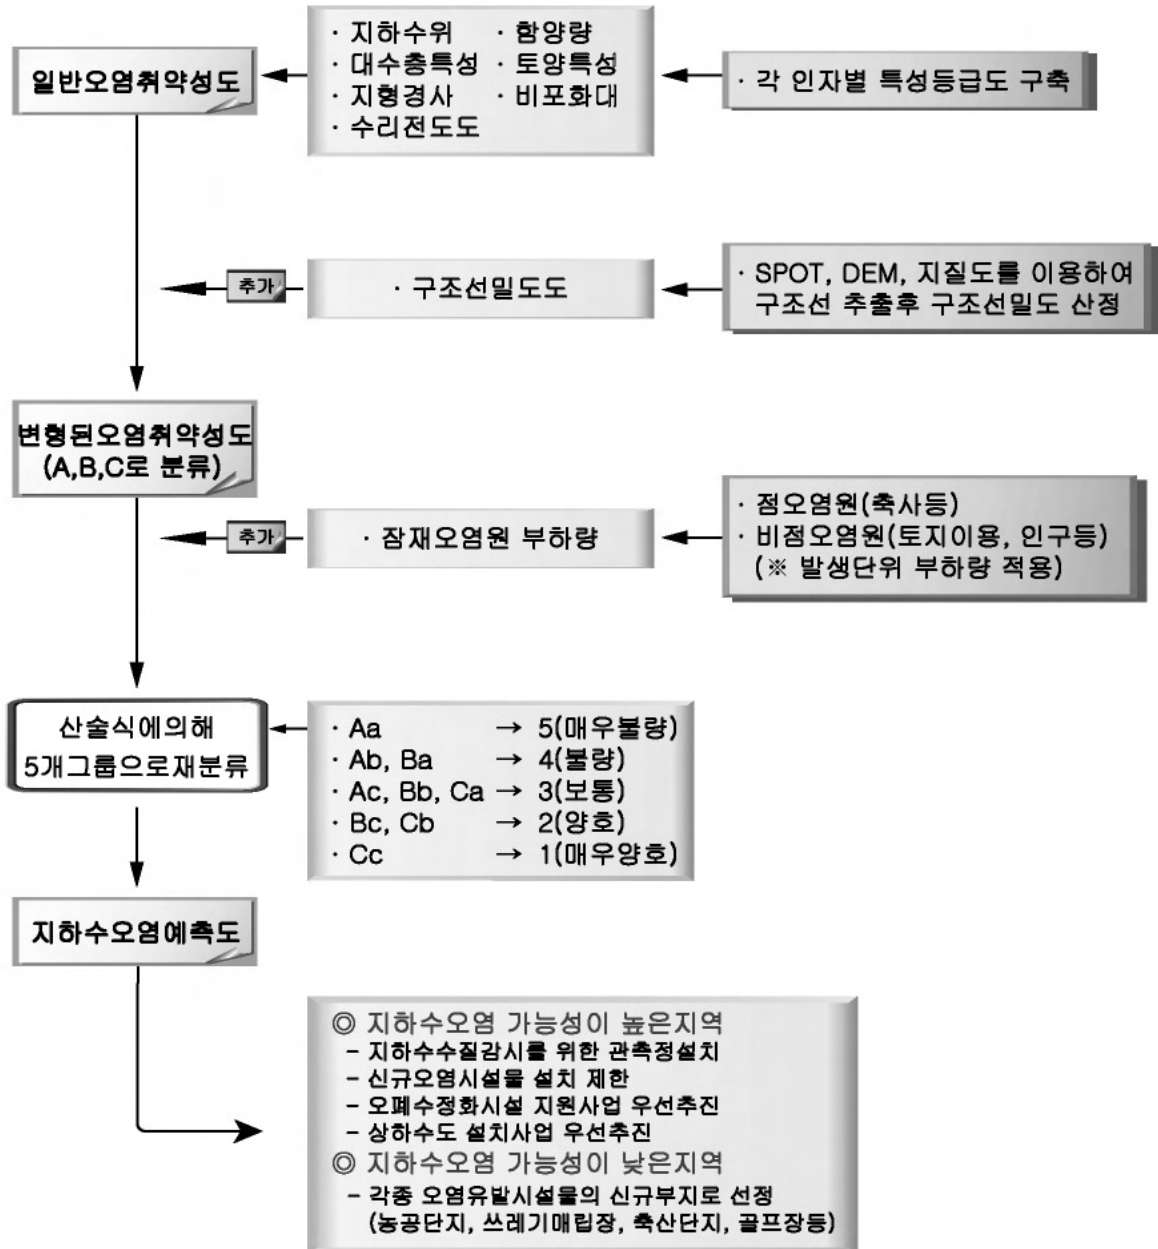 일반오염취약성도
· 지하수위 · 함양량
· 대수층특성 · 토양특성
· 지형경사 · 비포화대
· 수리전도도
· 각 인자별 특성등급도 구축
추가
· 구조선밀도도
· SPOT, DEM, 지질도를 이용하여
구조선 추출후 구조선밀도 산정
변형된오염취약성도
(A,B,C로 분류)
추가
· 잠재오염원 부하량
· 점오염원(축사등)
· 비점오염원(토지이용, 인구등)
(※ 발생단위 부하량 적용)
산술식에의해
5개그룹으로재분류
· Aa → 5(매우불량)
· Ab, Ba → 4(불량)
· Ac, Bb, Ca → 3(보통)
· Bc, Cb → 2(양호)
· Cc → 1(매우양호)
지하수오염예측도
◎ 지하수오염 가능성이 높은지역
- 지하수수질감시를 위한 관측정설치
- 신규오염시설물 설치 제한
- 오폐수정화시설 지원사업 우선추진
- 상하수도 설치사업 우선추진
◎ 지하수오염 가능성이 낮은지역
- 각종 오염유발시설물의 신규부지로 선정
(농공단지, 쓰레기매립장, 축산단지, 골프장등)